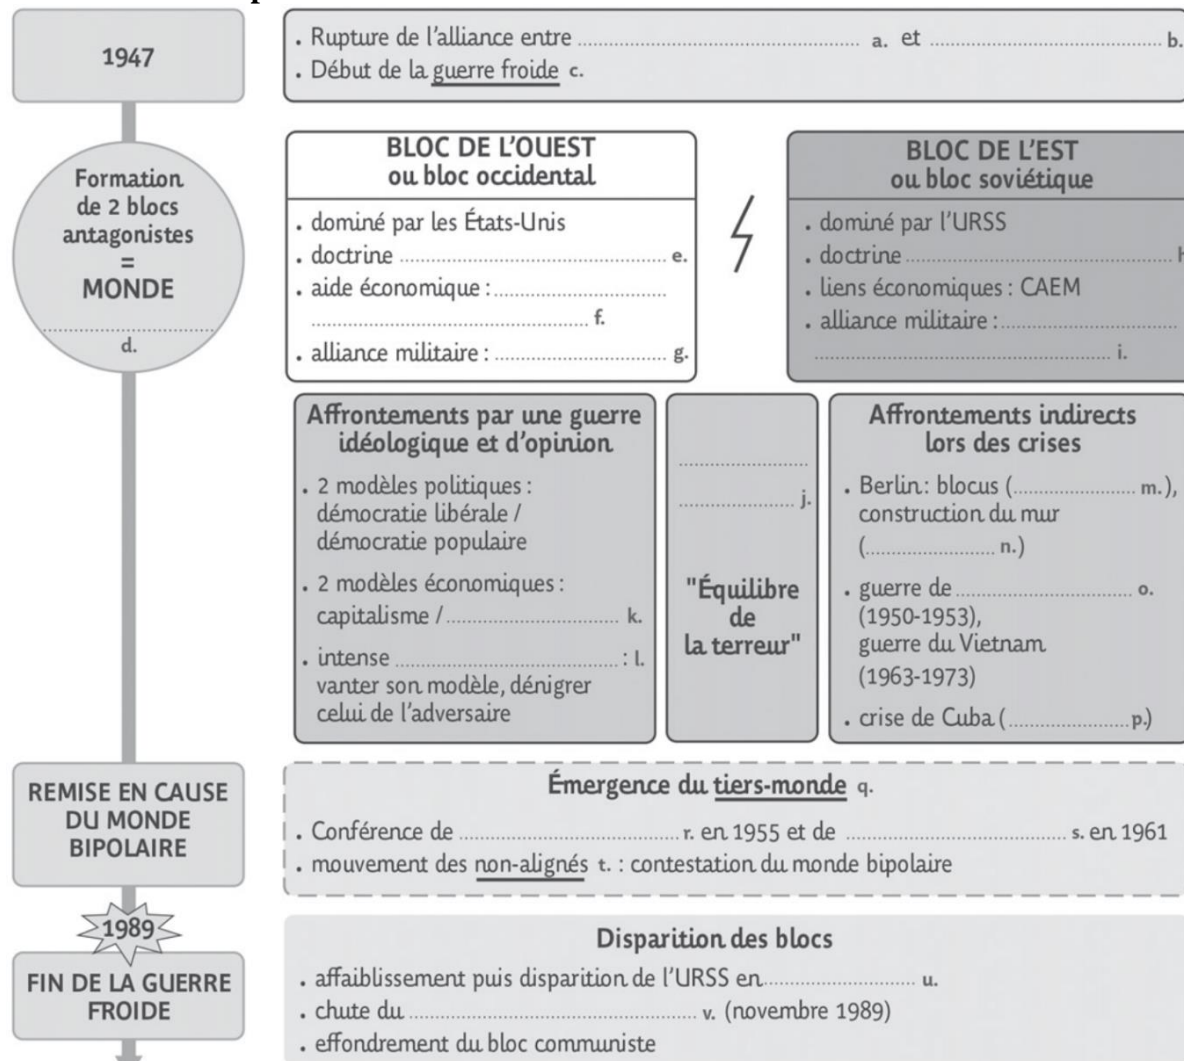 1947
. Rupture de l'alliance entre ........................ a. et ........................ b.
. Début de la guerre froide c.
Formation
de 2 blocs
antagonistes
=
MONDE
........................
d.
BLOC DE L'OUEST
ou bloc occidental
. dominé par les États-Unis
. doctrine ........................ e.
. aide économique : ........................
........................ f.
. alliance militaire : ........................ g.
BLOC DE L'EST
ou bloc soviétique
. dominé par l'URSS
. doctrine ........................
. liens économiques : CAEM
. alliance militaire : ........................
........................ i.
Affrontements par une guerre
idéologique et d'opinion
. 2 modèles politiques :
démocratie libérale /
démocratie populaire
. 2 modèles économiques :
capitalisme / ........................ k.
. intense ........................ : l.
vanter son modèle, dénigrer
celui de l'adversaire
........................
........................ j.
"Équilibre
de
la terreur"
Affrontements indirects
lors des crises
. Berlin : blocus (........................ m.),
construction du mur
(........................ n.)
. guerre de ........................ o.
(1950-1953),
guerre du Vietnam
(1963-1973)
. crise de Cuba (........................ p.)
REMISE EN CAUSE
DU MONDE
BIPOLAIRE
Émergence du tiers-monde q.
. Conférence de ........................ r. en 1955 et de ........................ s. en 1961
. mouvement des non-alignés t. : contestation du monde bipolaire
1989
FIN DE LA GUERRE
FROIDE
Disparition des blocs
. affaiblissement puis disparition de l'URSS en ........................ u.
. chute du ........................ v. (novembre 1989)
. effondrement du bloc communiste